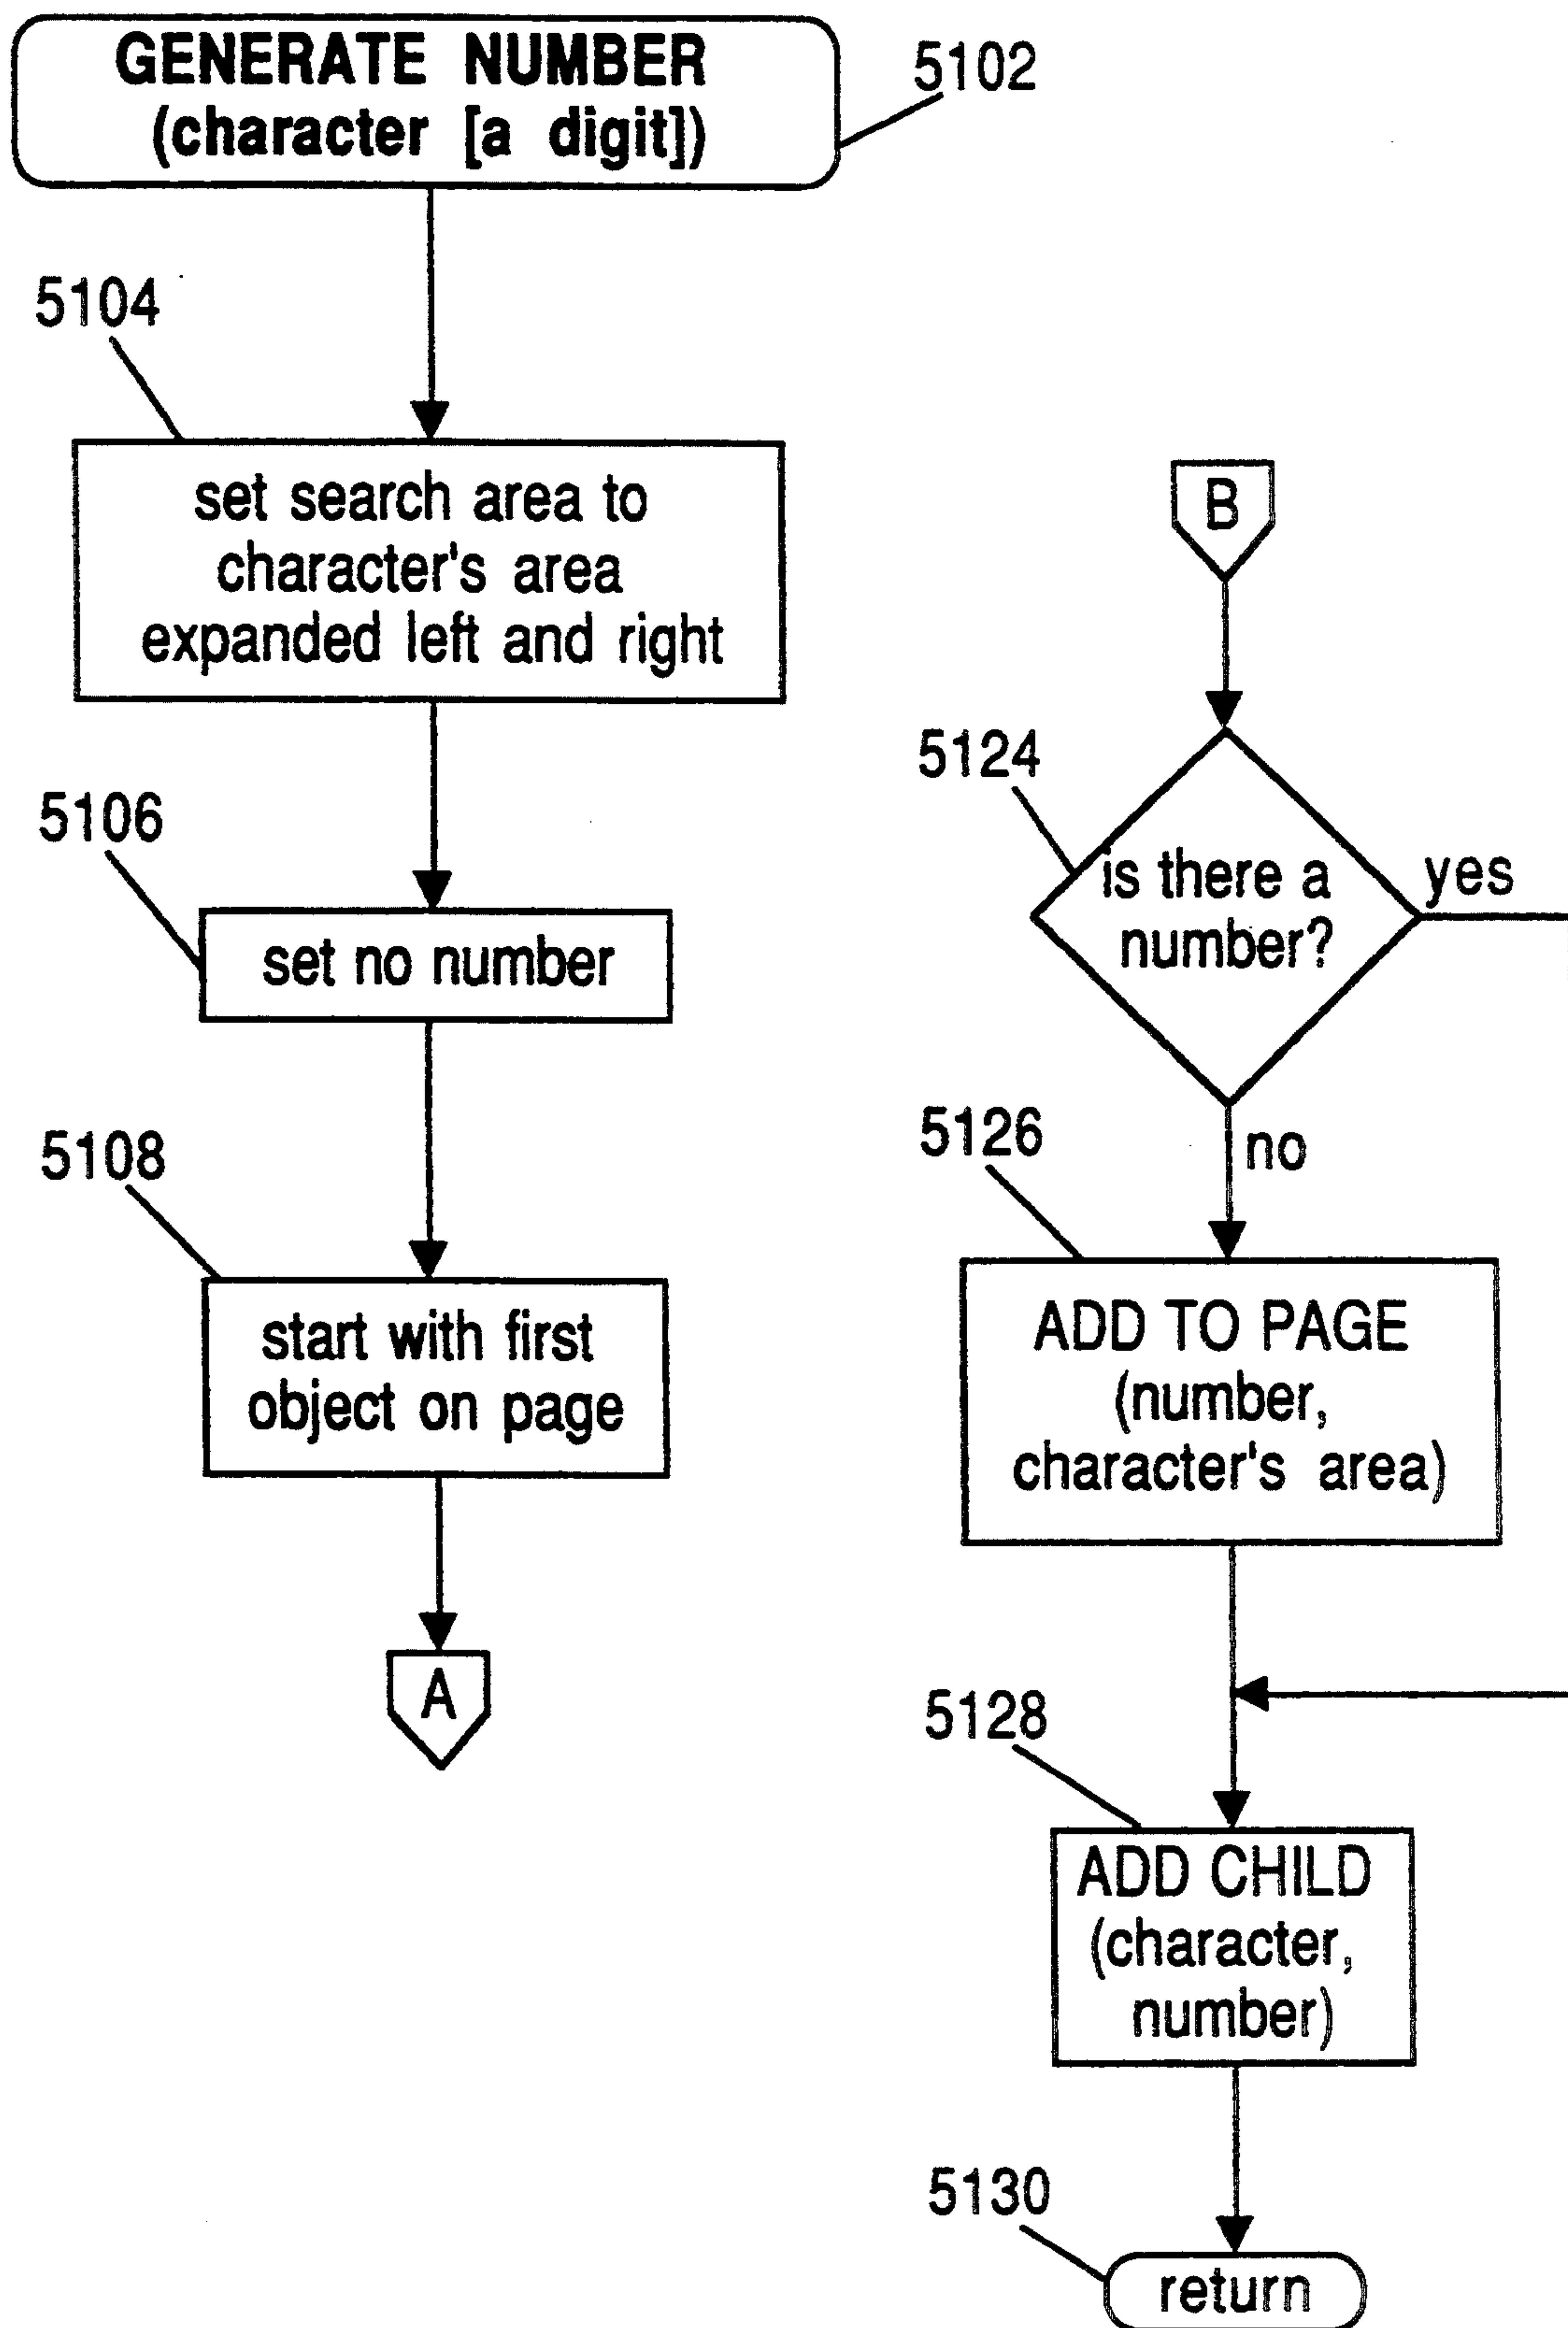 GENERATE NUMBER
(character [a digit])
5102
5104
set search area to
character's area
expanded left and right
5106
set no number
5108
start with first
object on page
A
B
5124
is there a
number?
yes
no
5126
ADD TO PAGE
(number,
character's area)
5128
ADD CHILD
(character,
number)
5130
return